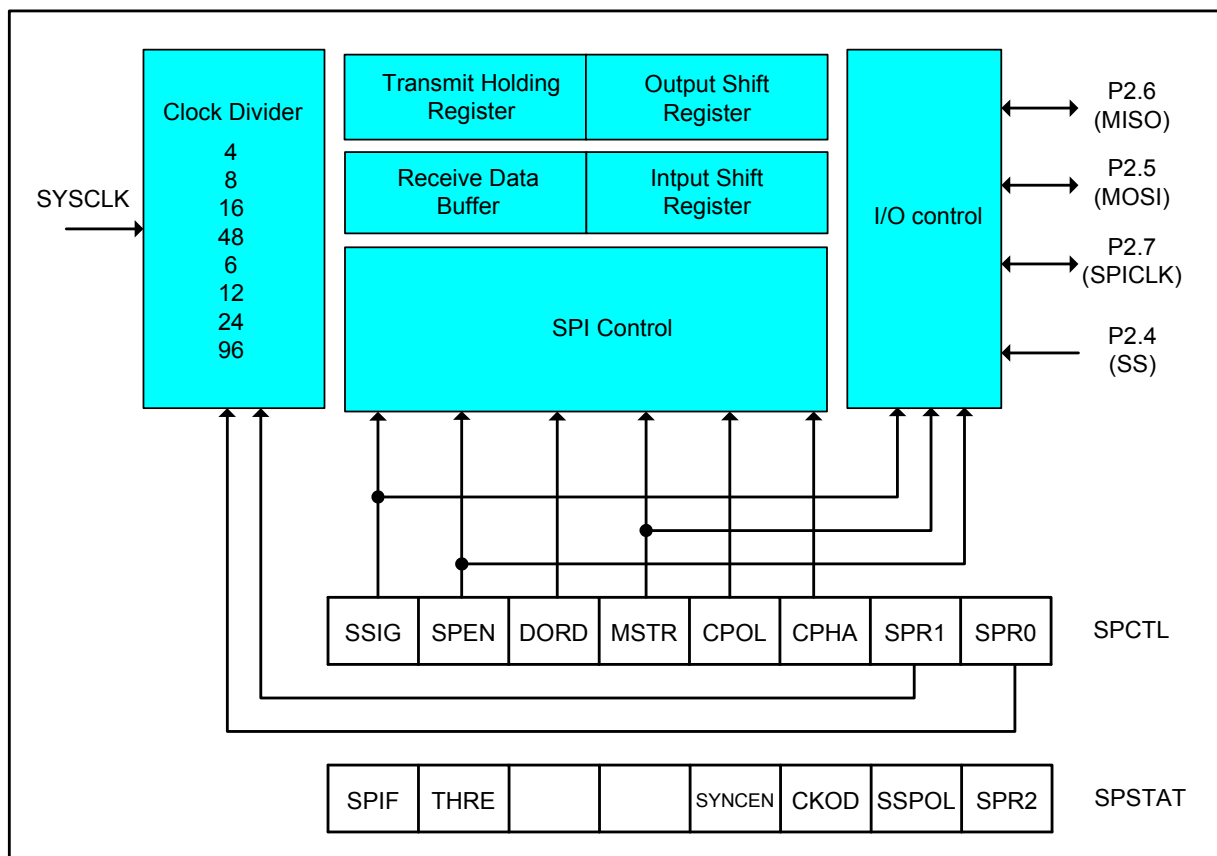 SYSCLK
Clock Divider
4
8
16
48
6
12
24
96
Transmit Holding
Register
Output Shift
Register
Receive Data
Buffer
Intput Shift
Register
SPI Control
I/O control
P2.6
(MISO)
P2.5
(MOSI)
P2.7
(SPICLK)
P2.4
(SS)
SSIG SPEN DORD MSTR CPOL CPHA SPR1 SPR0 SPCTL
SPIF THRE SYNCEN CKOD SSPOL SPR2 SPSTAT